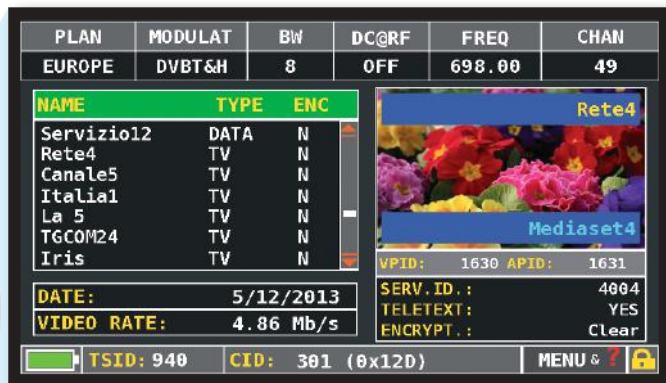 PLAN MODULAT BW DC@RF FREQ CHAN
EUROPE DVBT&H 8 OFF 698.00 49
NAME TYPE ENC
Servizio12 DATA N
Rete4 TV N
Canale5 TV N
Italia1 TV N
La 5 TV N
TGCOM24 TV N
Iris TV N
DATE: 5/12/2013
VIDEO RATE: 4.86 Mb/s
Rete4
Mediaset4
VPID: 1630 APID: 1631
SERV.ID.: 4004
TELETEXT: YES
ENCRYPT.: Clear
TSID: 940 CID: 301 (0x12D) MENU & ?